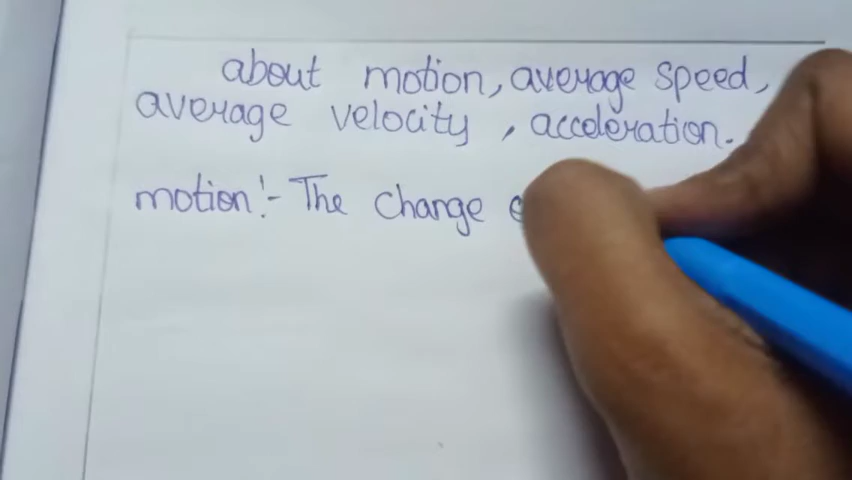 about motion, average speed,
average velocity, acceleration.
motion:- The change